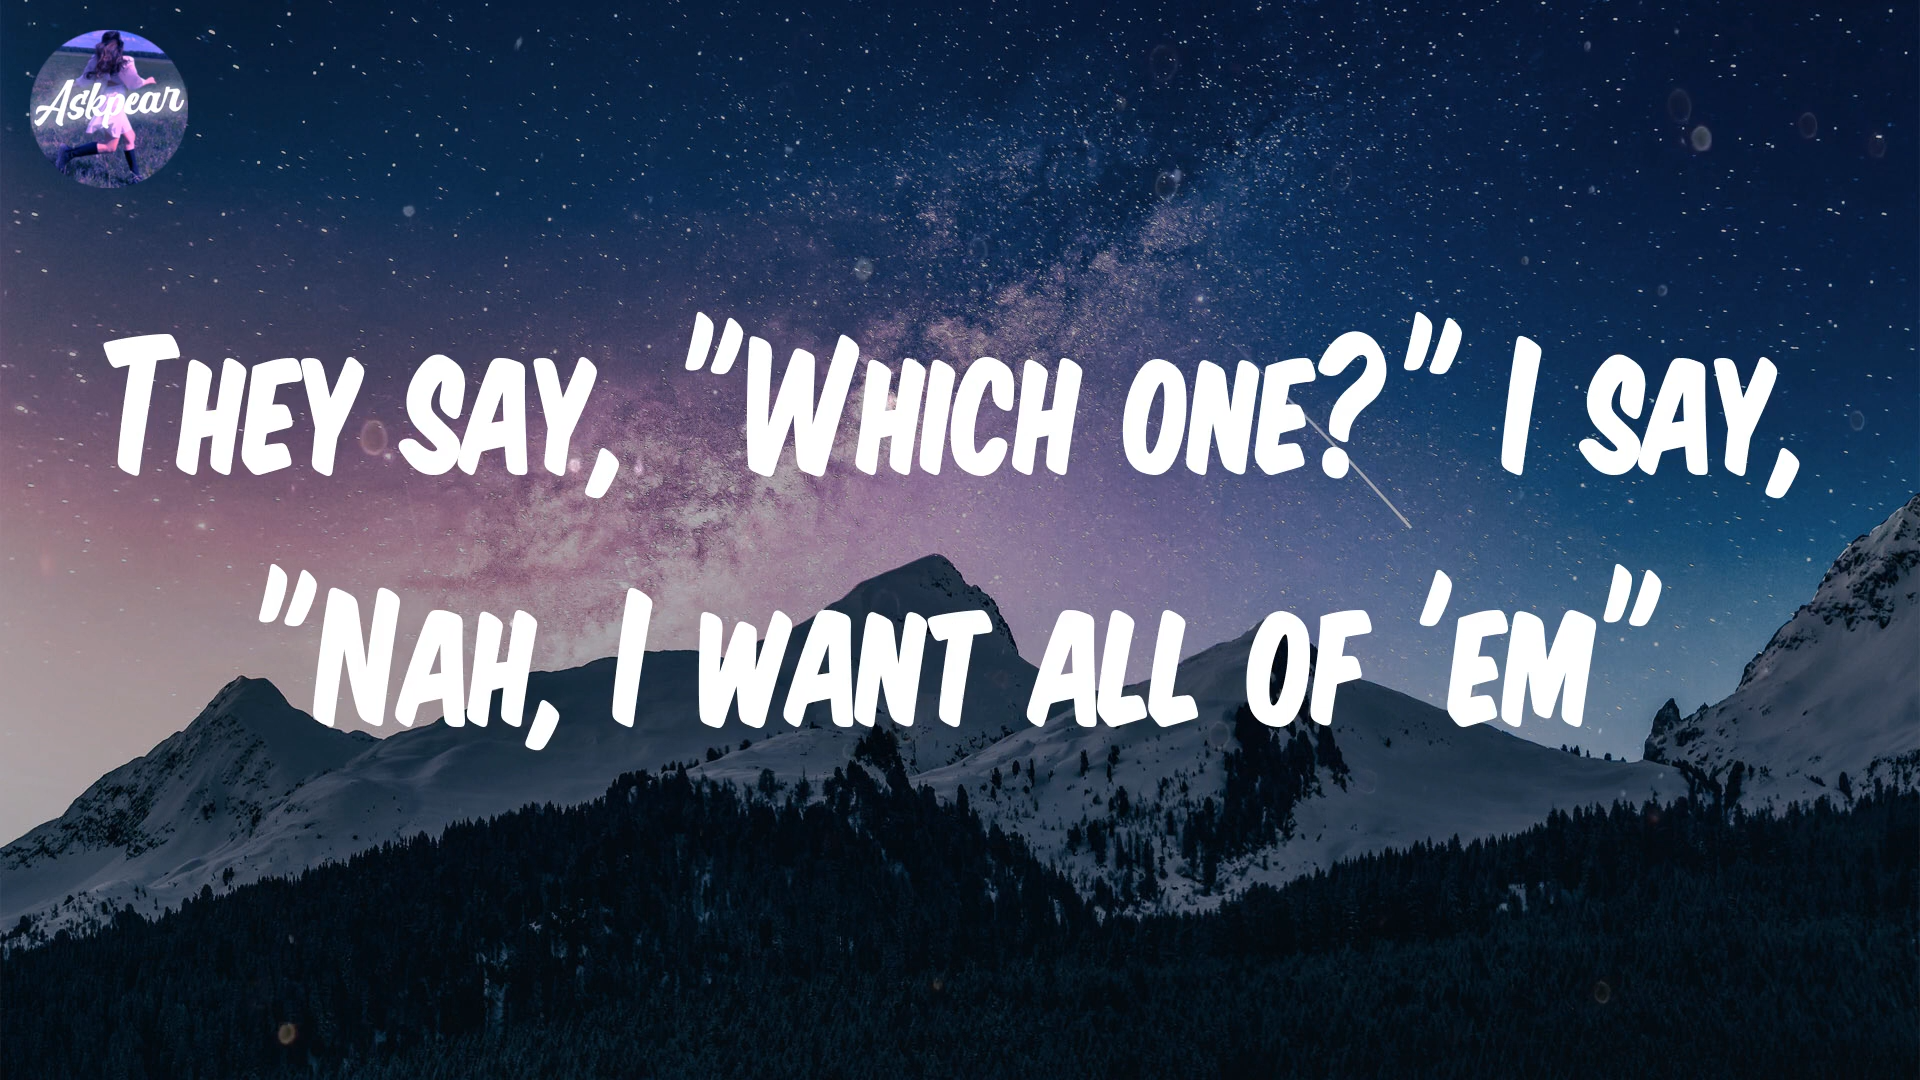 Askpear
THEY SAY, "WHICH ONE?" I SAY,
"NAH, I WANT ALL OF 'EM"